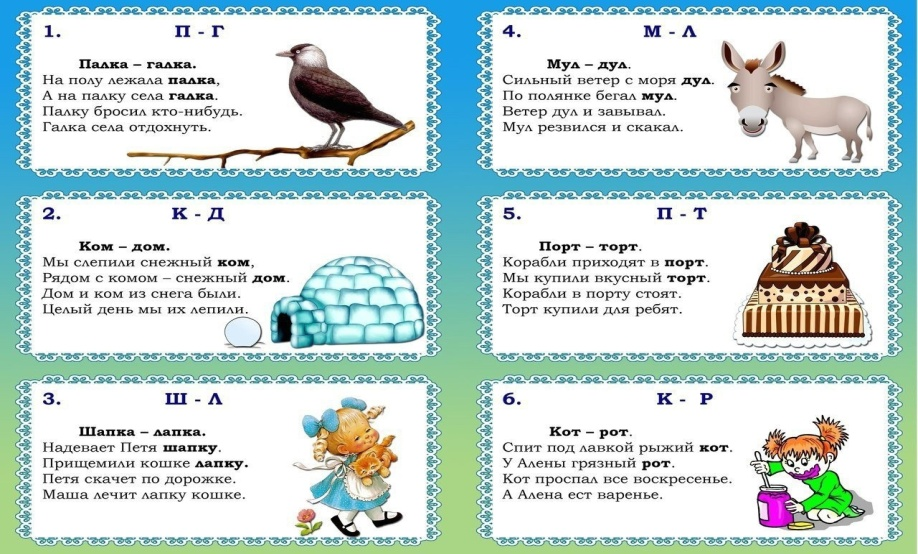 1. П - Г
Палка – галка.
На полу лежала палка,
А на палку села галка.
Палку бросил кто-нибудь.
Галка села отдохнуть.
2. К - Д
Ком – дом.
Мы слепили снежный ком,
Рядом с комом – снежный дом.
Дом и ком из снега были.
Целый день мы их лепили.
3. Ш - Л
Шапка – лапка.
Надевает Петя шапку.
Прищемили кошке лапку.
Петя скачет по дорожке.
Маша лечит лапку кошке.
4. М - Л
Мул – дул.
Сильный ветер с моря дул.
По полянке бегал мул.
Ветер дул и завывал.
Мул резвился и скакал.
5. П - Т
Порт – торт.
Корабли приходят в порт.
Мы купили вкусный торт.
Корабли в порту стоят.
Торт купили для ребят.
6. К - Р
Кот – рот.
Спит под лавкой рыжий кот.
У Алены грязный рот.
Кот проспал все воскресенье.
А Алена ест варенье.